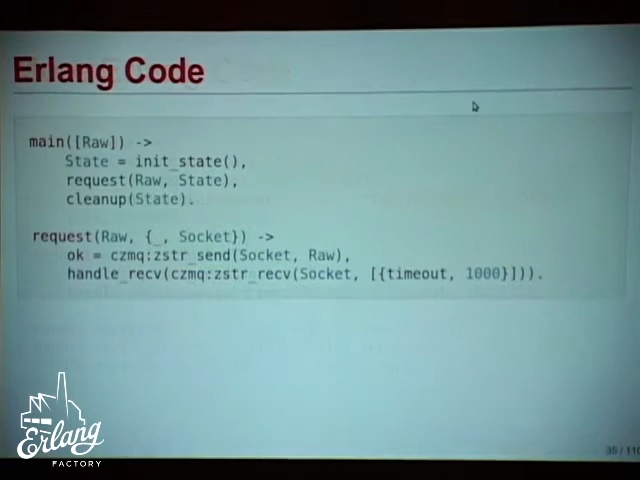 Erlang Code
main([Raw]) ->
    State = init_state(),
    request(Raw, State),
    cleanup(State).
request(Raw, {_, Socket}) ->
    ok = czmq:zstr_send(Socket, Raw),
    handle_recv(czmq:zstr_recv(Socket, [{timeout, 1000}])).
Erlang
FACTORY